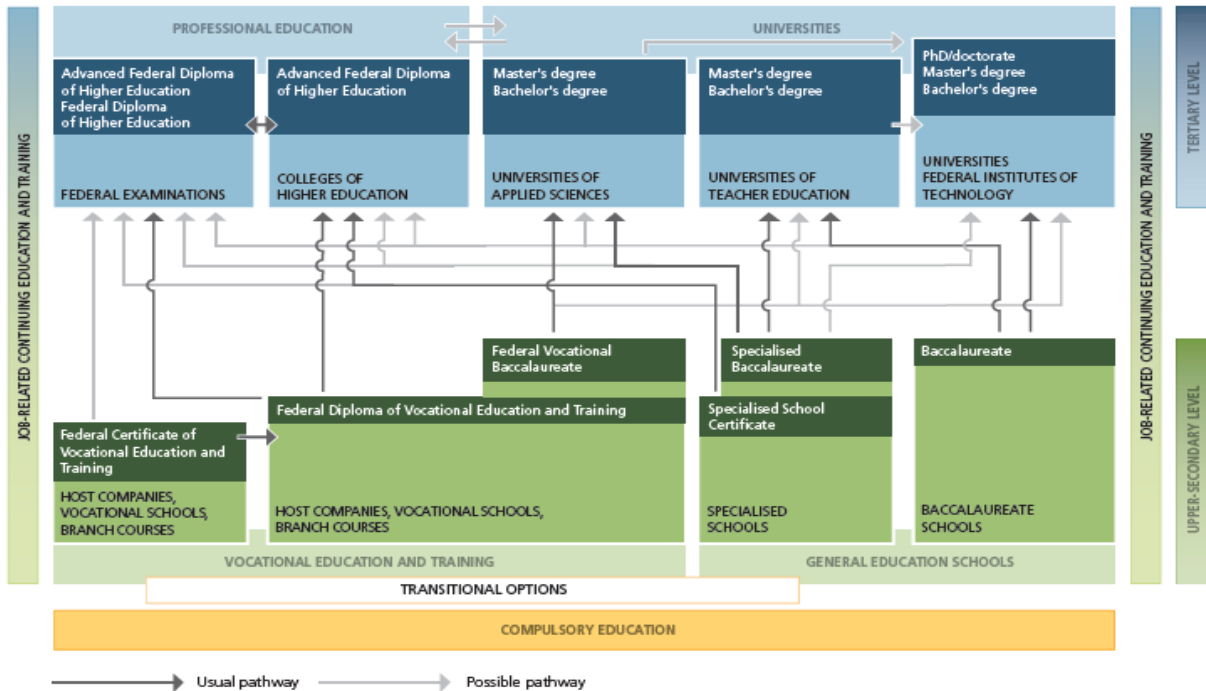 PROFESSIONAL EDUCATION
UNIVERSITIES
Advanced Federal Diploma
of Higher Education
Federal Diploma
of Higher Education
FEDERAL EXAMINATIONS
Advanced Federal Diploma
of Higher Education
COLLEGES OF
HIGHER EDUCATION
Master's degree
Bachelor's degree
UNIVERSITIES OF
APPLIED SCIENCES
Master's degree
Bachelor's degree
UNIVERSITIES OF
TEACHER EDUCATION
PhD/doctorate
Master's degree
Bachelor's degree
UNIVERSITIES
FEDERAL INSTITUTES OF
TECHNOLOGY
JOB-RELATED CONTINUING EDUCATION AND TRAINING
JOB-RELATED CONTINUING EDUCATION AND TRAINING
TERTIARY LEVEL
UPPER-SECONDARY LEVEL
Federal Vocational
Baccalaureate
Specialised
Baccalaureate
Baccalaureate
Federal Diploma of Vocational Education and Training
Specialised School
Certificate
Federal Certificate of
Vocational Education and
Training
HOST COMPANIES,
VOCATIONAL SCHOOLS,
BRANCH COURSES
HOST COMPANIES, VOCATIONAL SCHOOLS,
BRANCH COURSES
SPECIALISED
SCHOOLS
BACCALAUREATE
SCHOOLS
VOCATIONAL EDUCATION AND TRAINING
GENERAL EDUCATION SCHOOLS
TRANSITIONAL OPTIONS
COMPULSORY EDUCATION
Usual pathway
Possible pathway